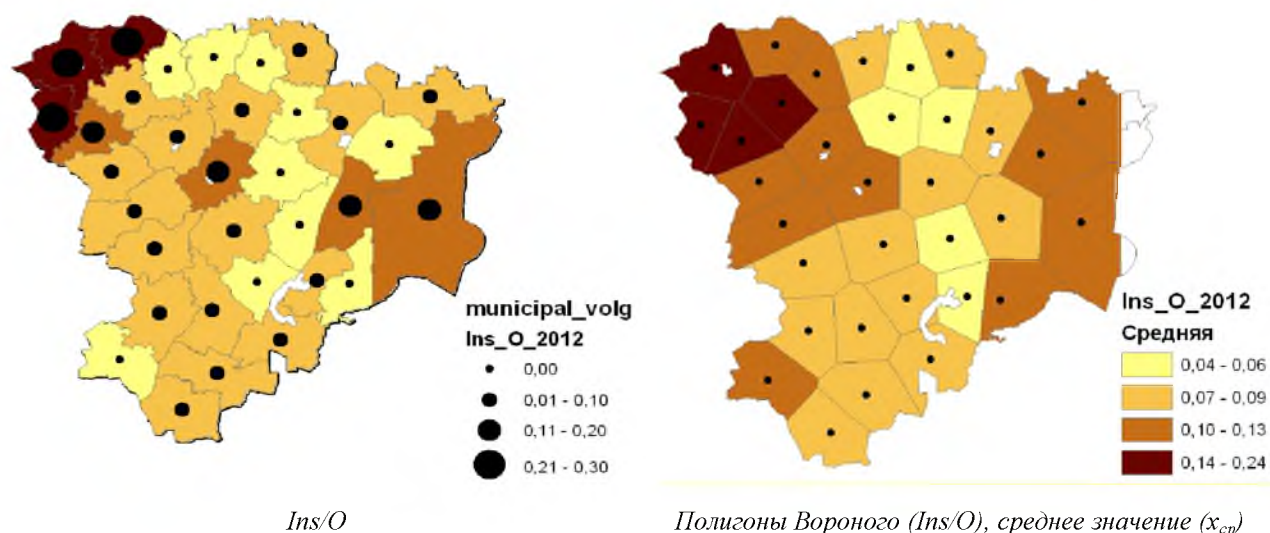 municipal_volg
Ins_O_2012
0,00
0,01 - 0,10
0,11 - 0,20
0,21 - 0,30
Ins_O_2012
Средняя
0,04 - 0,06
0,07 - 0,09
0,10 - 0,13
0,14 - 0,24
Ins/O
Полигоны Вороного (Ins/O), среднее значение (xср)